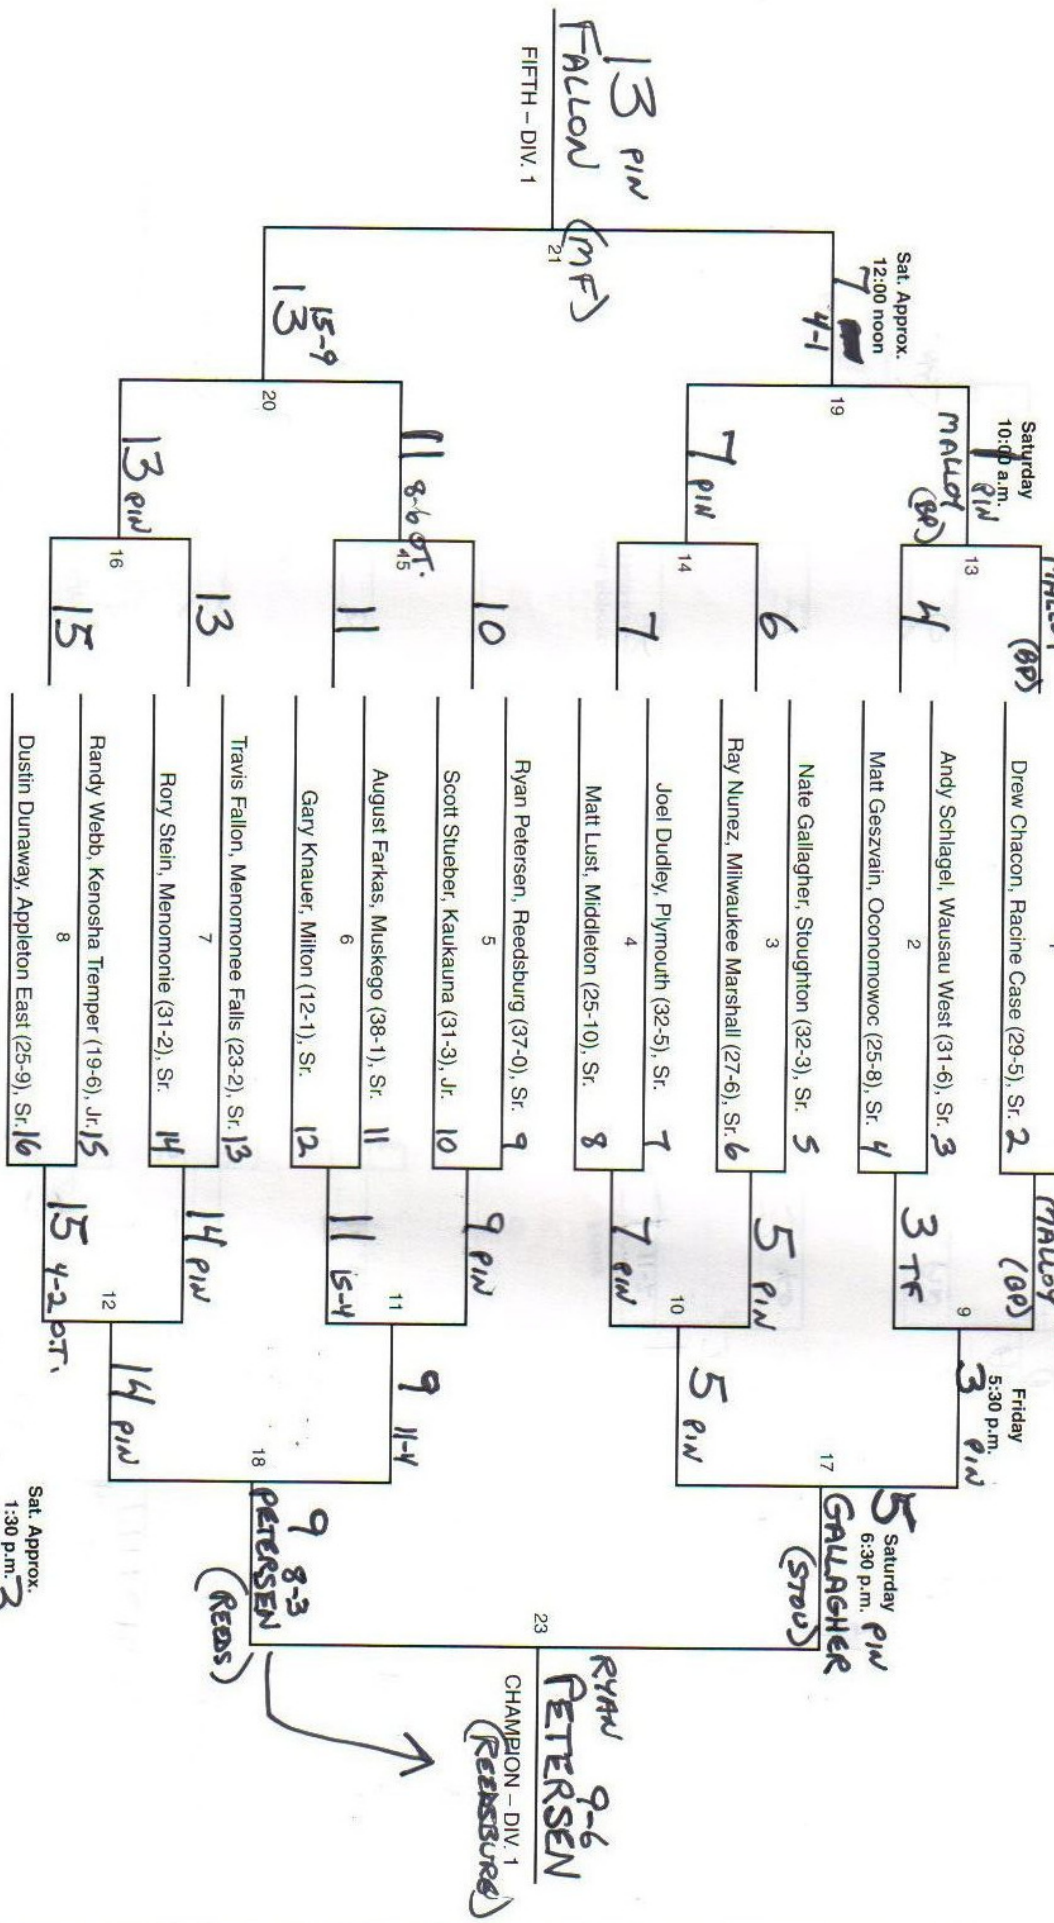 MALLOY
(BP)
Drew Chacon, Racine Case (29-5), Sr. 2
MALLOY
(BP)
Saturday
10:00 a.m.
1 PIN
MALLOY
(BP)
13
4
Andy Schlagel, Wausau West (31-6), Sr. 3
2
Matt Geszvain, Oconomowoc (25-8), Sr. 4
3 TF
9
Friday
5:30 p.m.
3 PIN
Sat. Approx.
12:00 noon
7
4-1
19
6
Nate Gallagher, Stoughton (32-3), Sr. 5
3
Ray Nunez, Milwaukee Marshall (27-6), Sr. 6
5 PIN
17
Saturday
6:30 p.m.
5 PIN
GALLAGHER
(STOU)
7 PIN
14
7
Joel Dudley, Plymouth (32-5), Sr. 7
4
Matt Lust, Middleton (25-10), Sr. 8
7 PIN
10
5 PIN
13 PIN
FALLON (MF)
FIFTH – DIV. 1
21
23
RYAN 9-6
PETERSEN
CHAMPION – DIV. 1
(REEDSBURG)
10
Ryan Petersen, Reedsburg (37-0), Sr. 9
5
Scott Stueber, Kaukauna (31-3), Jr. 10
9 PIN
11 8-6 OT.
15
11
August Farkas, Muskego (38-1), Sr. 11
6
Gary Knauer, Milton (12-1), Sr. 12
11 15-4
11
9 11-4
13 15-9
20
18
9 8-3
PETERSEN
(REEDS)
13
Travis Fallon, Menomonee Falls (23-2), Sr. 13
7
Rory Stein, Menomonie (31-2), Sr. 14
14 PIN
13 PIN
16
15
Randy Webb, Kenosha Tremper (19-6), Jr. 15
8
Dustin Dunaway, Appleton East (25-9), Sr. 16
15 4-2 O.T.
12
14 PIN
Sat. Approx.
1:30 p.m. 3